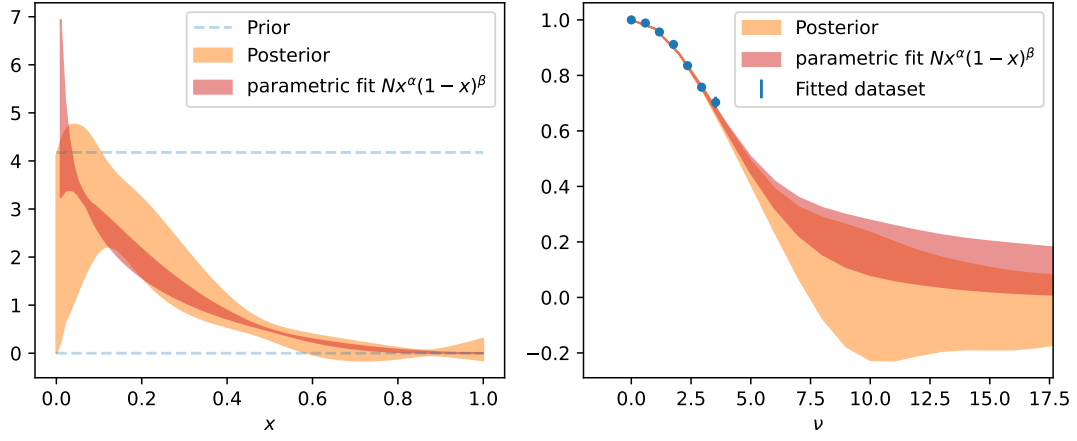 7
6
5
4
3
2
1
0
0.0 0.2 0.4 0.6 0.8 1.0
x
Prior
Posterior
parametric fit Nx^α(1 − x)^β
1.0
0.8
0.6
0.4
0.2
0.0
−0.2
0.0 2.5 5.0 7.5 10.0 12.5 15.0 17.5
ν
Posterior
parametric fit Nx^α(1 − x)^β
Fitted dataset